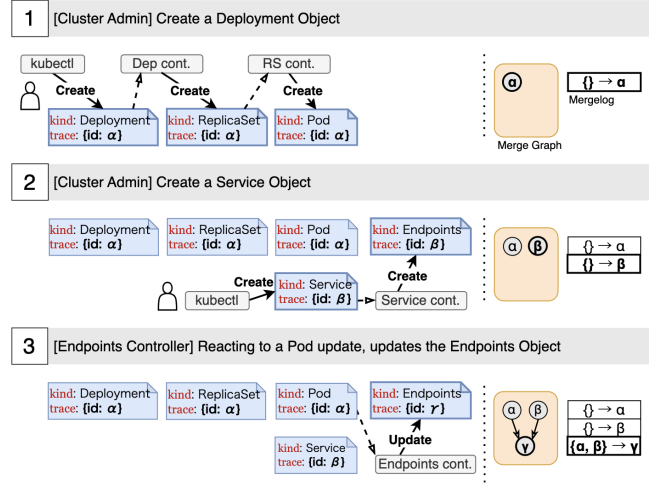 1 [Cluster Admin] Create a Deployment Object
kubectl Dep cont. RS cont.
Create Create Create
kind: Deployment kind: ReplicaSet kind: Pod
trace: {id: α} trace: {id: α} trace: {id: α}
α {} → α
Mergelog
Merge Graph
2 [Cluster Admin] Create a Service Object
kind: Deployment kind: ReplicaSet kind: Pod kind: Endpoints
trace: {id: α} trace: {id: α} trace: {id: α} trace: {id: β}
α β {} → α
{} → β
Create Create
kind: Service
trace: {id: β}
kubectl Service cont.
3 [Endpoints Controller] Reacting to a Pod update, updates the Endpoints Object
kind: Deployment kind: ReplicaSet kind: Pod kind: Endpoints
trace: {id: α} trace: {id: α} trace: {id: α} trace: {id: γ}
Update
kind: Service
trace: {id: β}
Endpoints cont.
α β {} → α
{} → β
γ {α, β} → γ